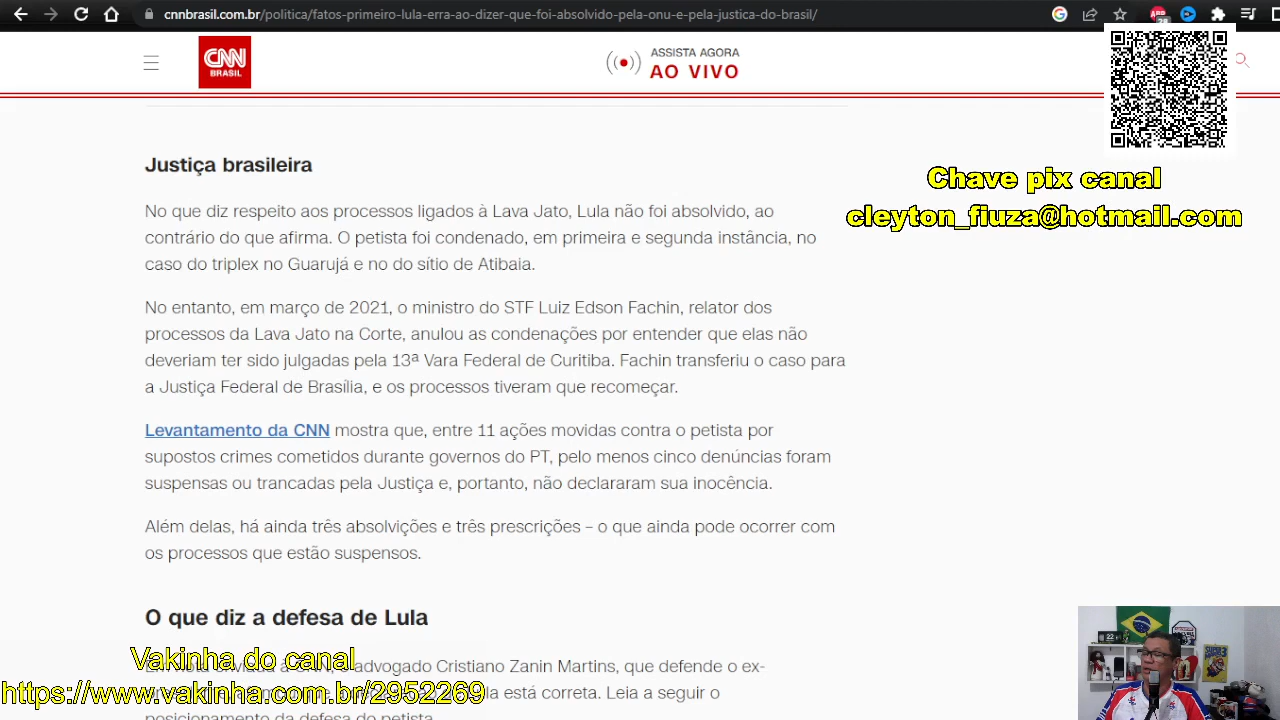 cnnbrasil.com.br/politica/fatos-primeiro-lula-erra-ao-dizer-que-foi-absolvido-pela-onu-e-pela-justica-do-brasil/
28
CNN
BRASIL
ASSISTA AGORA
AO VIVO
Chave pix canal
cleyton_fiuza@hotmail.com
Justiça brasileira
No que diz respeito aos processos ligados à Lava Jato, Lula não foi absolvido, ao
contrário do que afirma. O petista foi condenado, em primeira e segunda instância, no
caso do triplex no Guarujá e no do sítio de Atibaia.
No entanto, em março de 2021, o ministro do STF Luiz Edson Fachin, relator dos
processos da Lava Jato na Corte, anulou as condenações por entender que elas não
deveriam ter sido julgadas pela 13ª Vara Federal de Curitiba. Fachin transferiu o caso para
a Justiça Federal de Brasília, e os processos tiveram que recomeçar.
Levantamento da CNN mostra que, entre 11 ações movidas contra o petista por
supostos crimes cometidos durante governos do PT, pelo menos cinco denúncias foram
suspensas ou trancadas pela Justiça e, portanto, não declararam sua inocência.
Além delas, há ainda três absolvições e três prescrições – o que ainda pode ocorrer com
os processos que estão suspensos.
O que diz a defesa de Lula
Vakinha do canal
advogado Cristiano Zanin Martins, que defende o ex-
https://www.vakinha.com.br/2952269
está correta. Leia a seguir o
posicionamento da defesa do petista